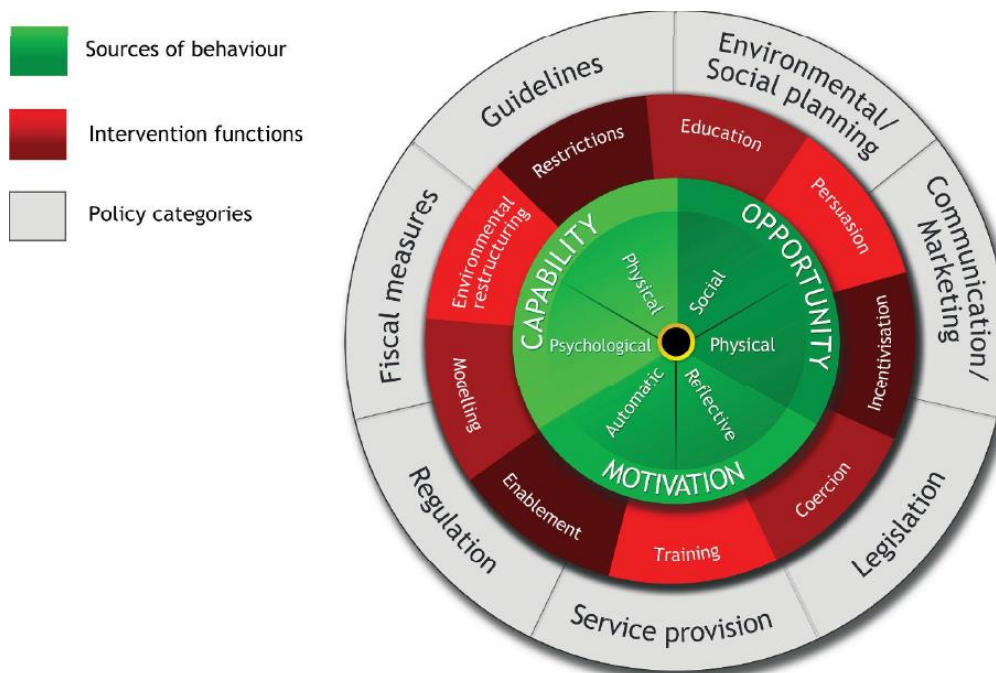 Sources of behaviour
Intervention functions
Policy categories
Guidelines
Environmental/
Social planning
Communication/
Marketing
Legislation
Service provision
Regulation
Fiscal measures
Restrictions
Education
Persuasion
Incentivisation
Coercion
Training
Enablement
Modelling
Environmental
restructuring
CAPABILITY
OPPORTUNITY
MOTIVATION
Physical
Social
Psychological
Physical
Automatic
Reflective